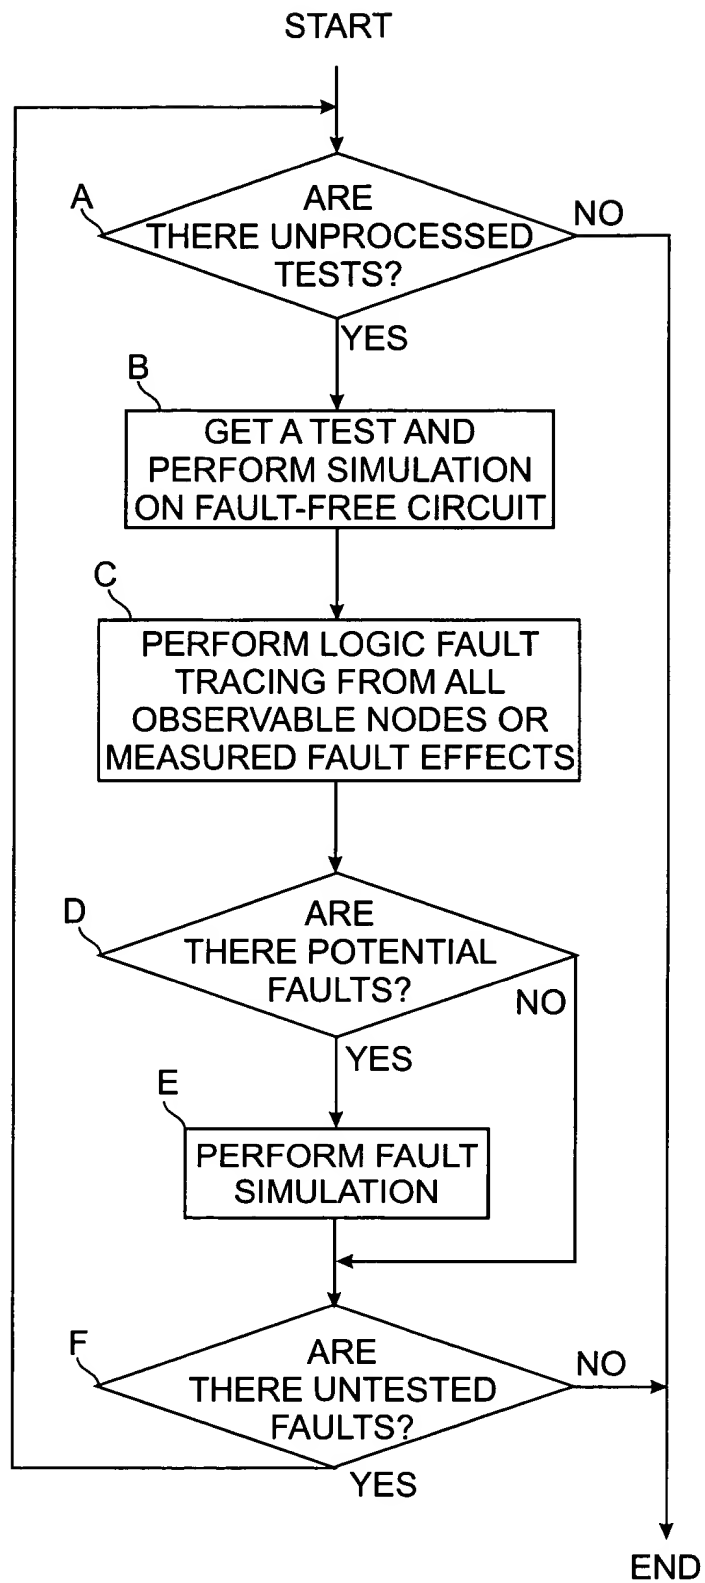 START
A
ARE
THERE UNPROCESSED
TESTS?
NO
YES
B
GET A TEST AND
PERFORM SIMULATION
ON FAULT-FREE CIRCUIT
C
PERFORM LOGIC FAULT
TRACING FROM ALL
OBSERVABLE NODES OR
MEASURED FAULT EFFECTS
D
ARE
THERE POTENTIAL
FAULTS?
NO
YES
E
PERFORM FAULT
SIMULATION
F
ARE
THERE UNTESTED
FAULTS?
NO
YES
END